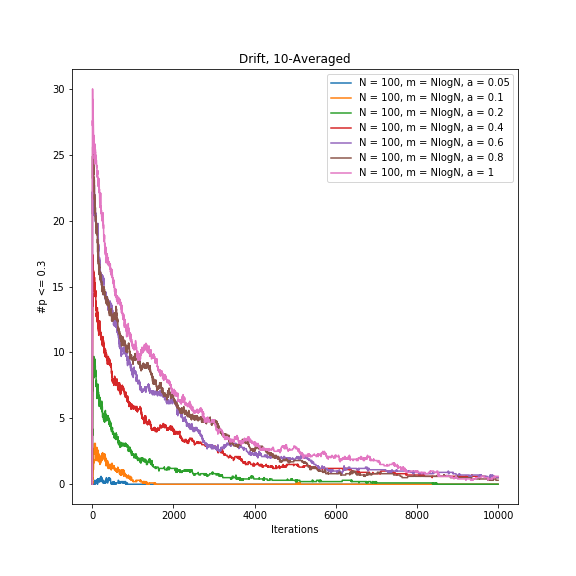 Drift, 10-Averaged
N = 100, m = NlogN, a = 0.05
N = 100, m = NlogN, a = 0.1
N = 100, m = NlogN, a = 0.2
N = 100, m = NlogN, a = 0.4
N = 100, m = NlogN, a = 0.6
N = 100, m = NlogN, a = 0.8
N = 100, m = NlogN, a = 1
#p <= 0.3
30
25
20
15
10
5
0
0 2000 4000 6000 8000 10000
Iterations